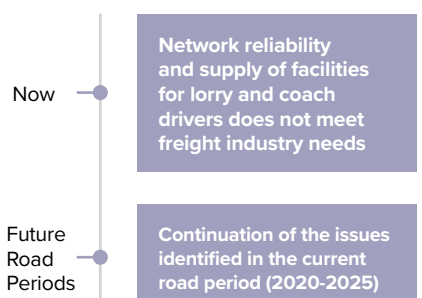 Now
Network reliability
and supply of facilities
for lorry and coach
drivers does not meet
freight industry needs
Future
Road
Periods
Continuation of the issues
identified in the current
road period (2020-2025)